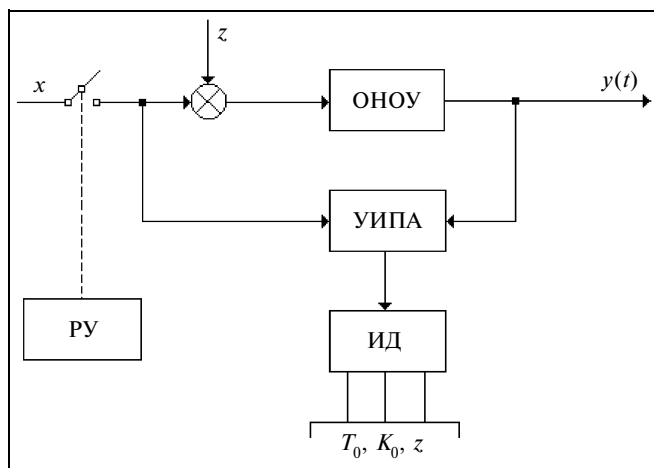 z
x
ОНОУ
y(t)
УИПА
РУ
ИД
T₀, K₀, z